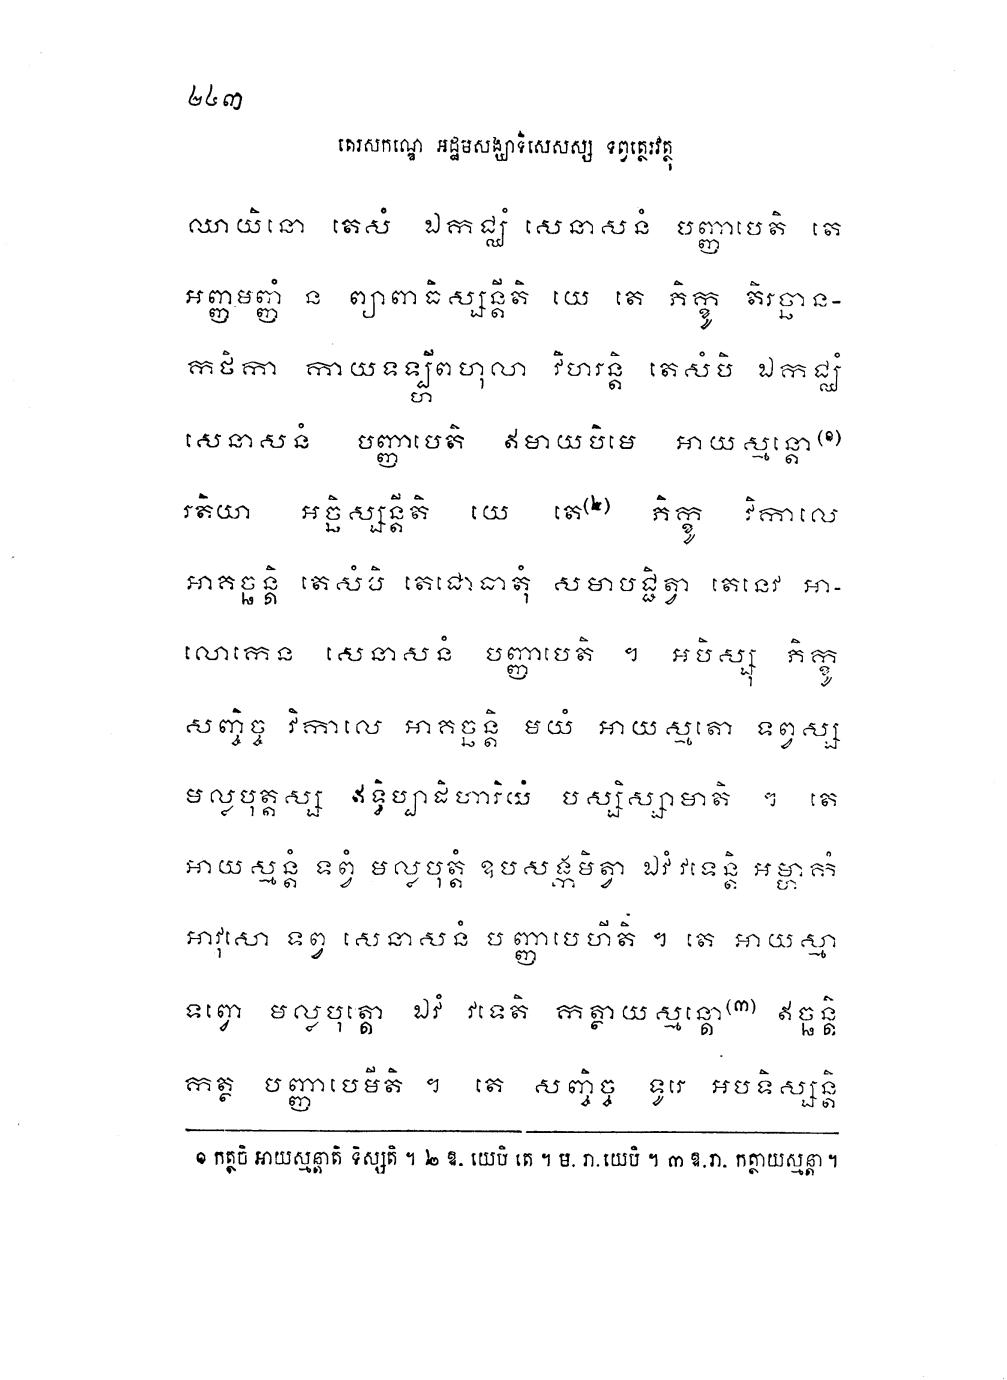 ២៤៣
តេរសកណ្ឌេ អដ្ឋមសង្ឃាទិសេសស្ស ទព្វត្ថេរវត្ថុ
ឈាយិនោ តេសំ ឯកជ្ឈំ សេនាសនំ បញ្ញាបេតិ តេ
អញ្ញមញ្ញំ ន ព្យាពាធិស្សន្តីតិ យេ តេ ភិក្ខូ តិរច្ឆាន-
កថិកា កាយទឡ្ហីពហុលា វិហរន្តិ តេសំបិ ឯកជ្ឈំ
សេនាសនំ បញ្ញាបេតិ ឥមាយបិមេ អាយស្មន្តោ(១)
រតិយា អច្ឆិស្សន្តីតិ យេ តេ(២) ភិក្ខូ វិកាលេ
អាគច្ឆន្តិ តេសំបិ តេជោធាតុំ សមាបជ្ជិត្វា តេនេវ អា-
លោកេន សេនាសនំ បញ្ញាបេតិ ។ អបិស្សុ ភិក្ខូ
សញ្ចិច្ច វិកាលេ អាគច្ឆន្តិ មយំ អាយស្មតោ ទព្វស្ស
មល្លបុត្តស្ស ឥទ្ធិប្បាដិហារិយំ បស្សិស្សាមាតិ ។ តេ
អាយស្មន្តំ ទព្វំ មល្លបុត្តំ ឧបសង្កមិត្វា ឯវំ វទេន្តិ អម្ហាកំ
អាវុសោ ទព្វ សេនាសនំ បញ្ញាបេហីតិ ។ តេ អាយស្មា
ទព្វោ មល្លបុត្តោ ឯវំ វទេតិ កត្ថាយស្មន្តោ(៣) ឥច្ឆន្តិ
កត្ថ បញ្ញាបេមីតិ ។ តេ សញ្ចិច្ច ទូរេ អបទិស្សន្តិ
១ កត្ថចិ អាយស្មន្តាតិ ទិស្សតិ ។ ២ ឱ. យេបិ តេ ។ ម. រា. យេបិ ។ ៣ ឱ.រា. កត្ថាយស្មន្តា ។